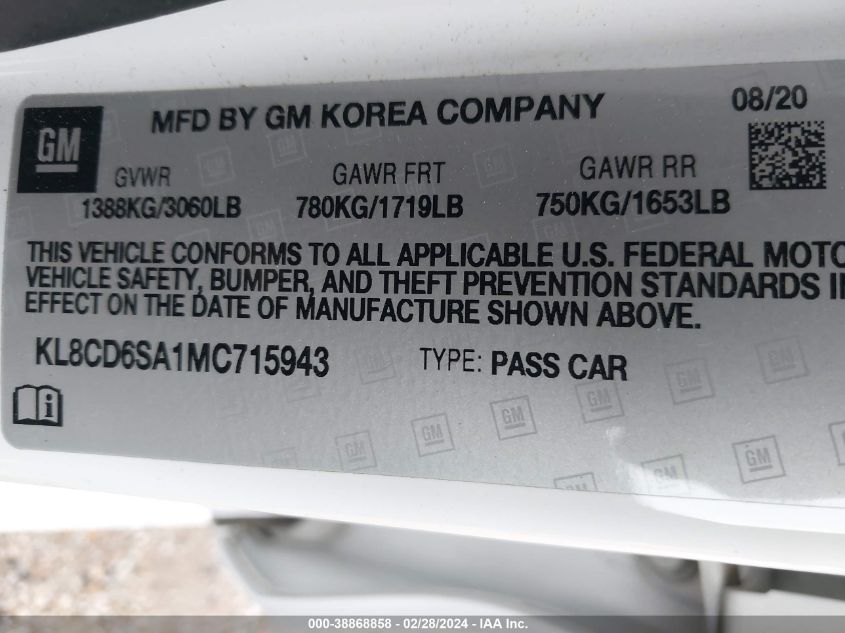 GM
MFD BY GM KOREA COMPANY
08/20
GVWR
GAWR FRT
GAWR RR
1388KG/3060LB
780KG/1719LB
750KG/1653LB
THIS VEHICLE CONFORMS TO ALL APPLICABLE U.S. FEDERAL MOTO
VEHICLE SAFETY, BUMPER, AND THEFT PREVENTION STANDARDS I
EFFECT ON THE DATE OF MANUFACTURE SHOWN ABOVE.
KL8CD6SA1MC715943
TYPE: PASS CAR
000-38868858 - 02/28/2024 - IAA Inc.